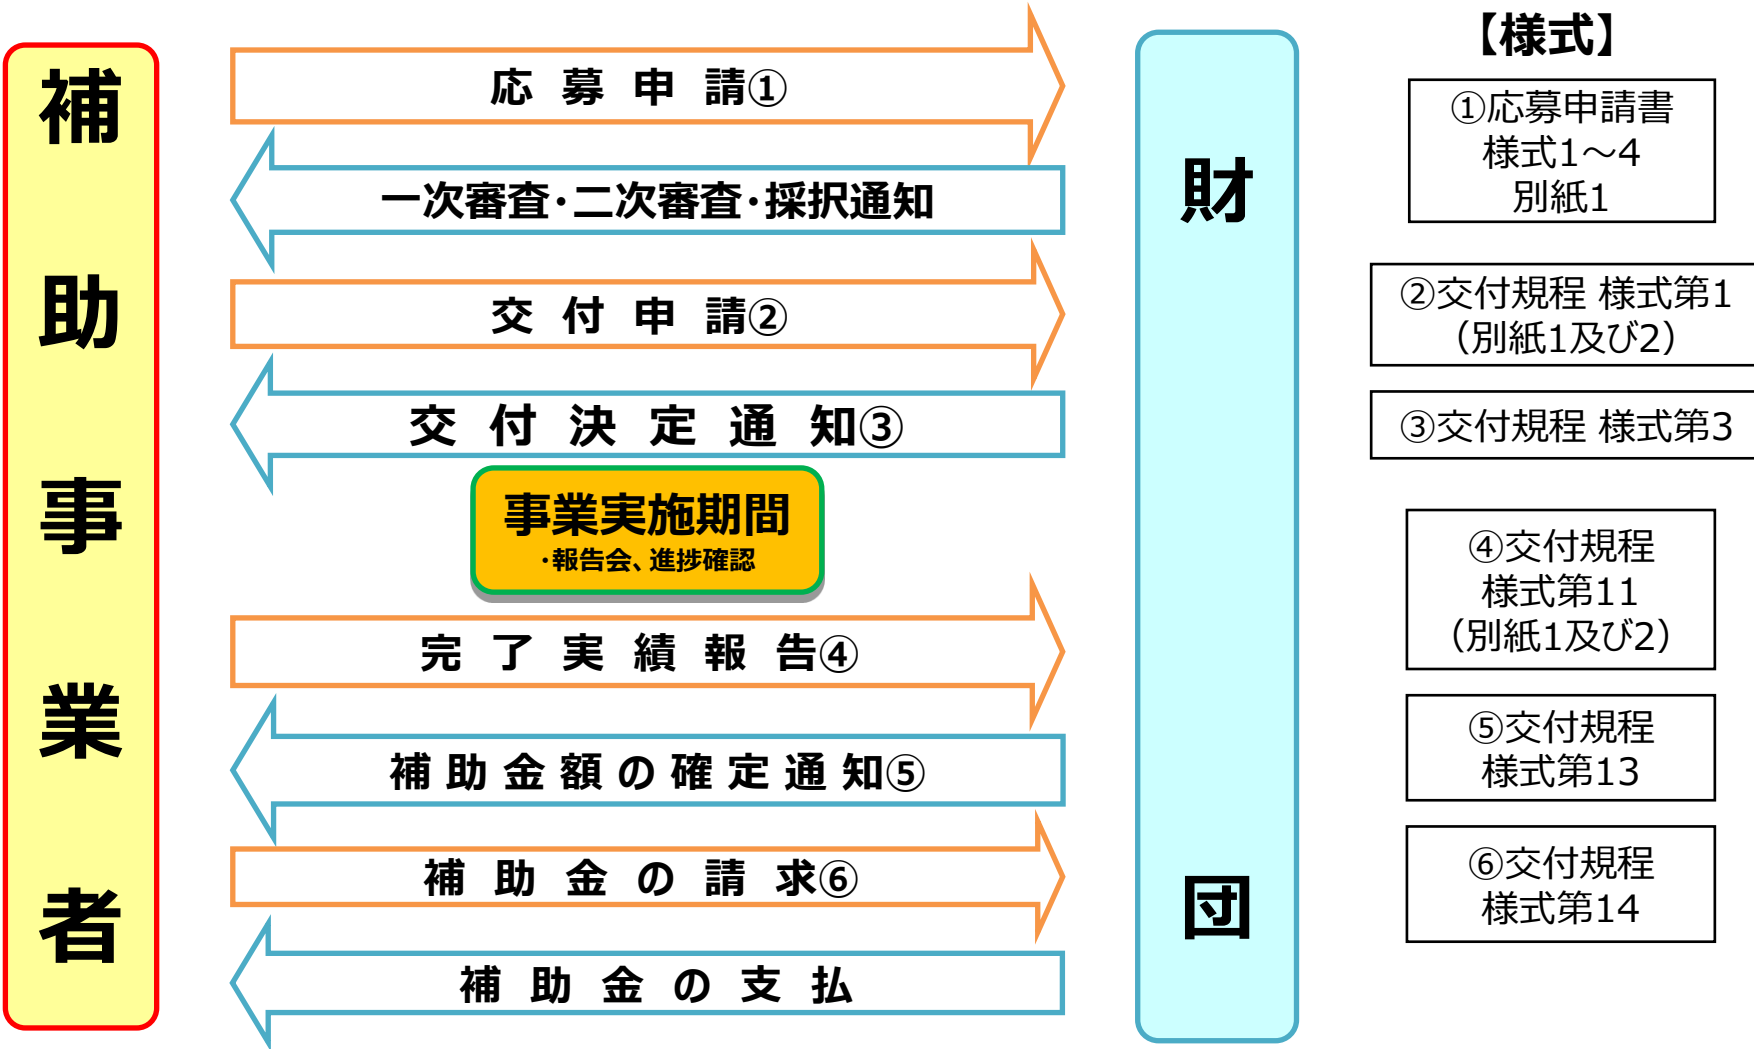 補助事業者
応募申請①
一次審査・二次審査・採択通知
交付申請②
交付決定通知③
事業実施期間
・報告会、進捗確認
完了実績報告④
補助金額の確定通知⑤
補助金の請求⑥
補助金の支払
財団
【様式】
①応募申請書
様式1～4
別紙1
②交付規程 様式第1
（別紙1及び2）
③交付規程 様式第3
④交付規程
様式第11
（別紙1及び2）
⑤交付規程
様式第13
⑥交付規程
様式第14